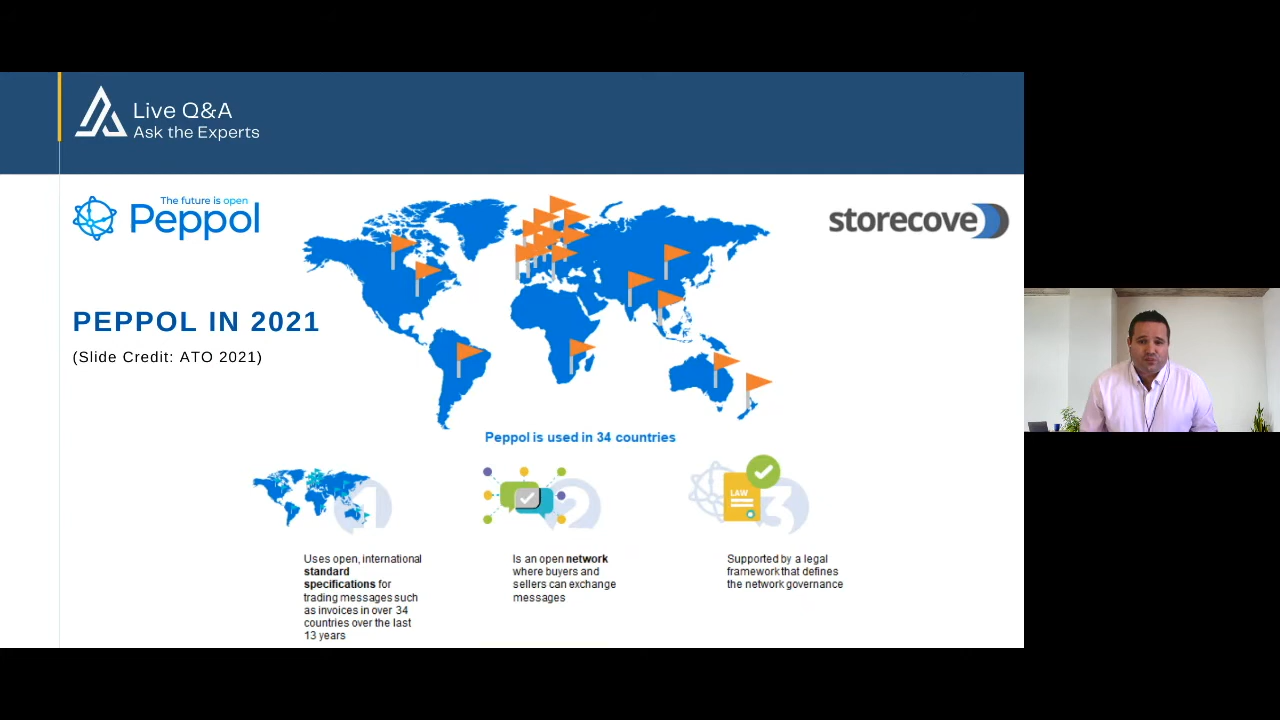 Live Q&A
Ask the Experts
The future is open
Peppol
storecove
PEPPOL IN 2021
(Slide Credit: ATO 2021)
Peppol is used in 34 countries
1
2
LAW
3
Uses open, international
standard
specifications for
trading messages such
as invoices in over 34
countries over the last
13 years
Is an open network
where buyers and
sellers can exchange
messages
Supported by a legal
framework that defines
the network governance